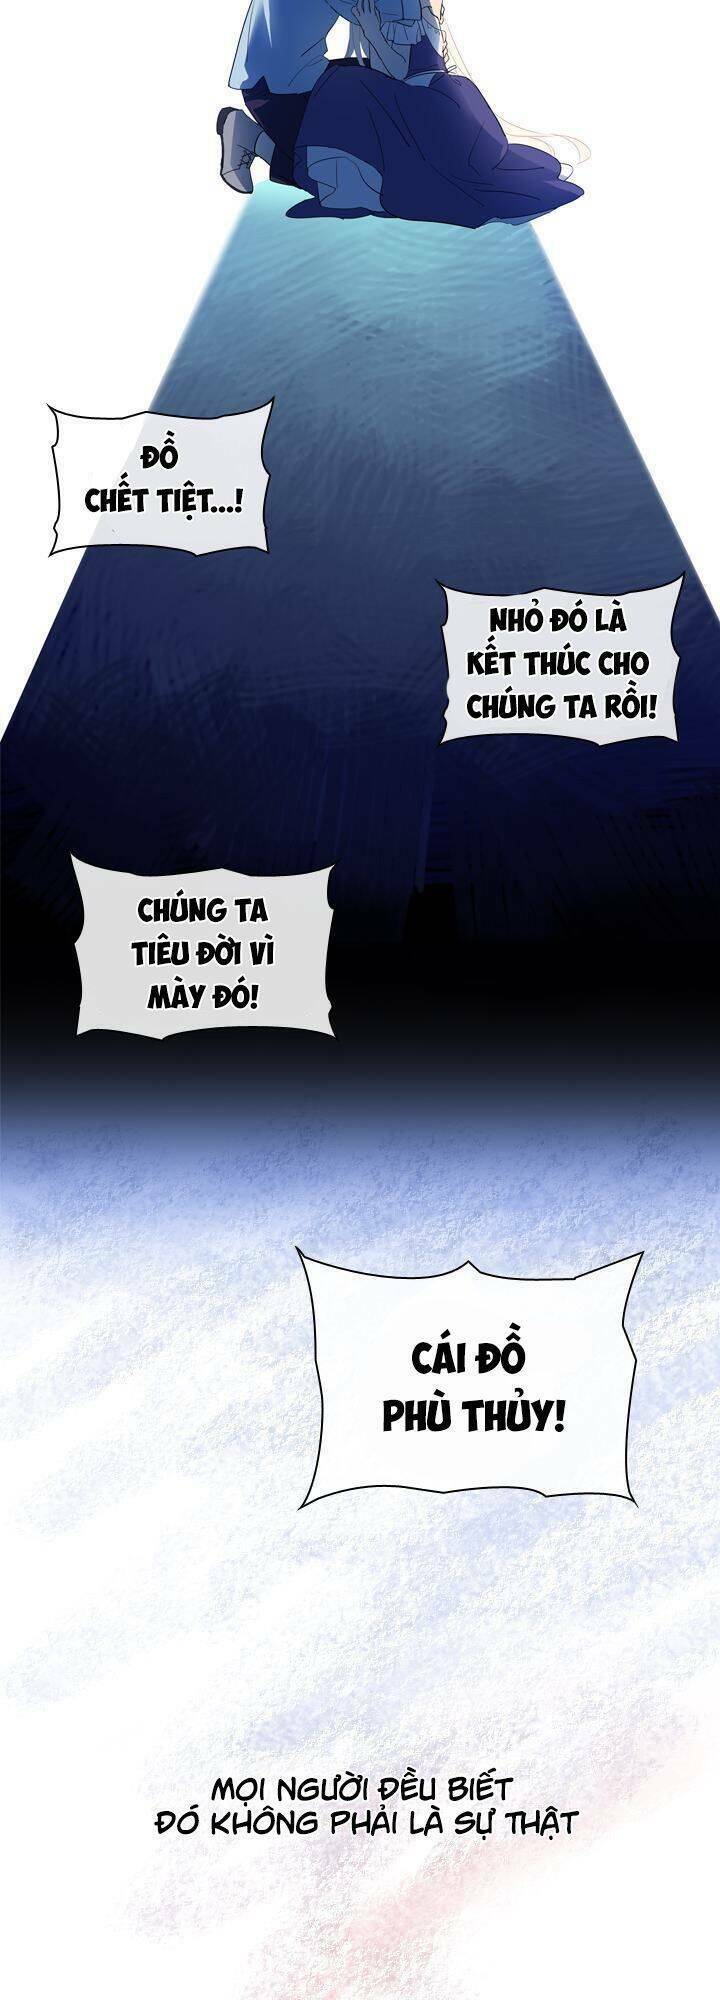 ĐỒ
CHẾT TIỆT...!
NHỎ ĐÓ LÀ
KẾT THÚC CHO
CHÚNG TA RỒI!
CHÚNG TA
TIÊU ĐỜI VÌ
MÀY ĐÓ!
CÁI ĐỒ
PHÙ THỦY!
MỌI NGƯỜI ĐỀU BIẾT
ĐÓ KHÔNG PHẢI LÀ SỰ THẬT